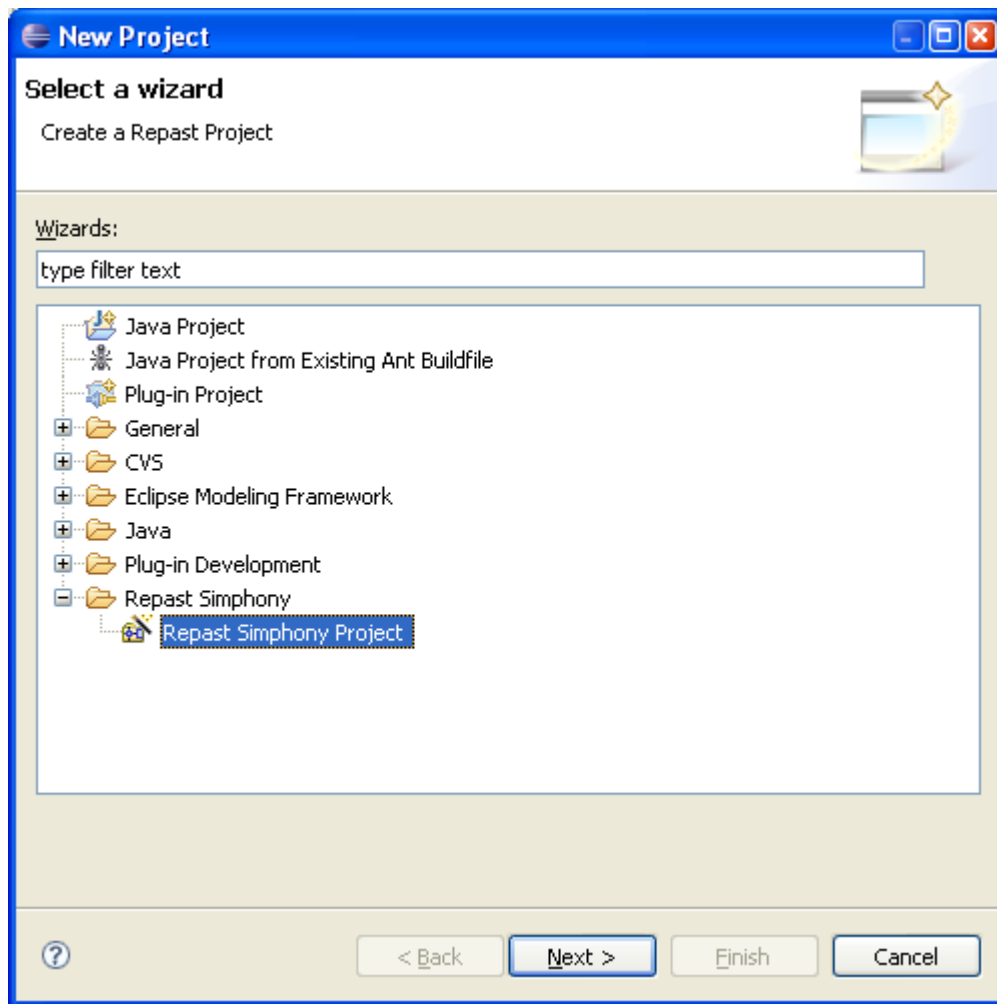 New Project
Select a wizard
Create a Repast Project
Wizards:
type filter text
Java Project
Java Project from Existing Ant Buildfile
Plug-in Project
General
CVS
Eclipse Modeling Framework
Java
Plug-in Development
Repast Simphony
Repast Simphony Project
? < Back Next > Finish Cancel